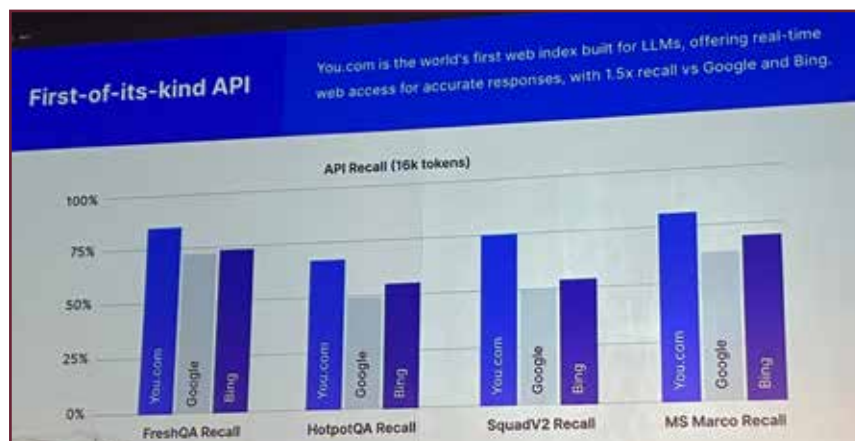 First-of-its-kind API
You.com is the world's first web index built for LLMs, offering real-time
web access for accurate responses, with 1.5x recall vs Google and Bing.
API Recall (16k tokens)
100%
75%
50%
25%
0%
You.com
Google
Bing
You.com
Google
Bing
You.com
Google
Bing
You.com
Google
Bing
FreshQA Recall
HotpotQA Recall
SquadV2 Recall
MS Marco Recall